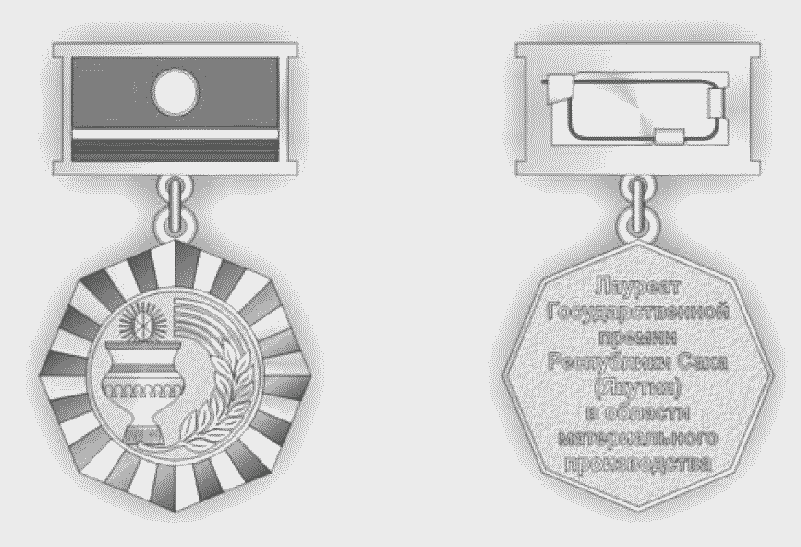 Лауреат
Государственной
премии
Республики Саха
(Якутия)
в области
материального
производства